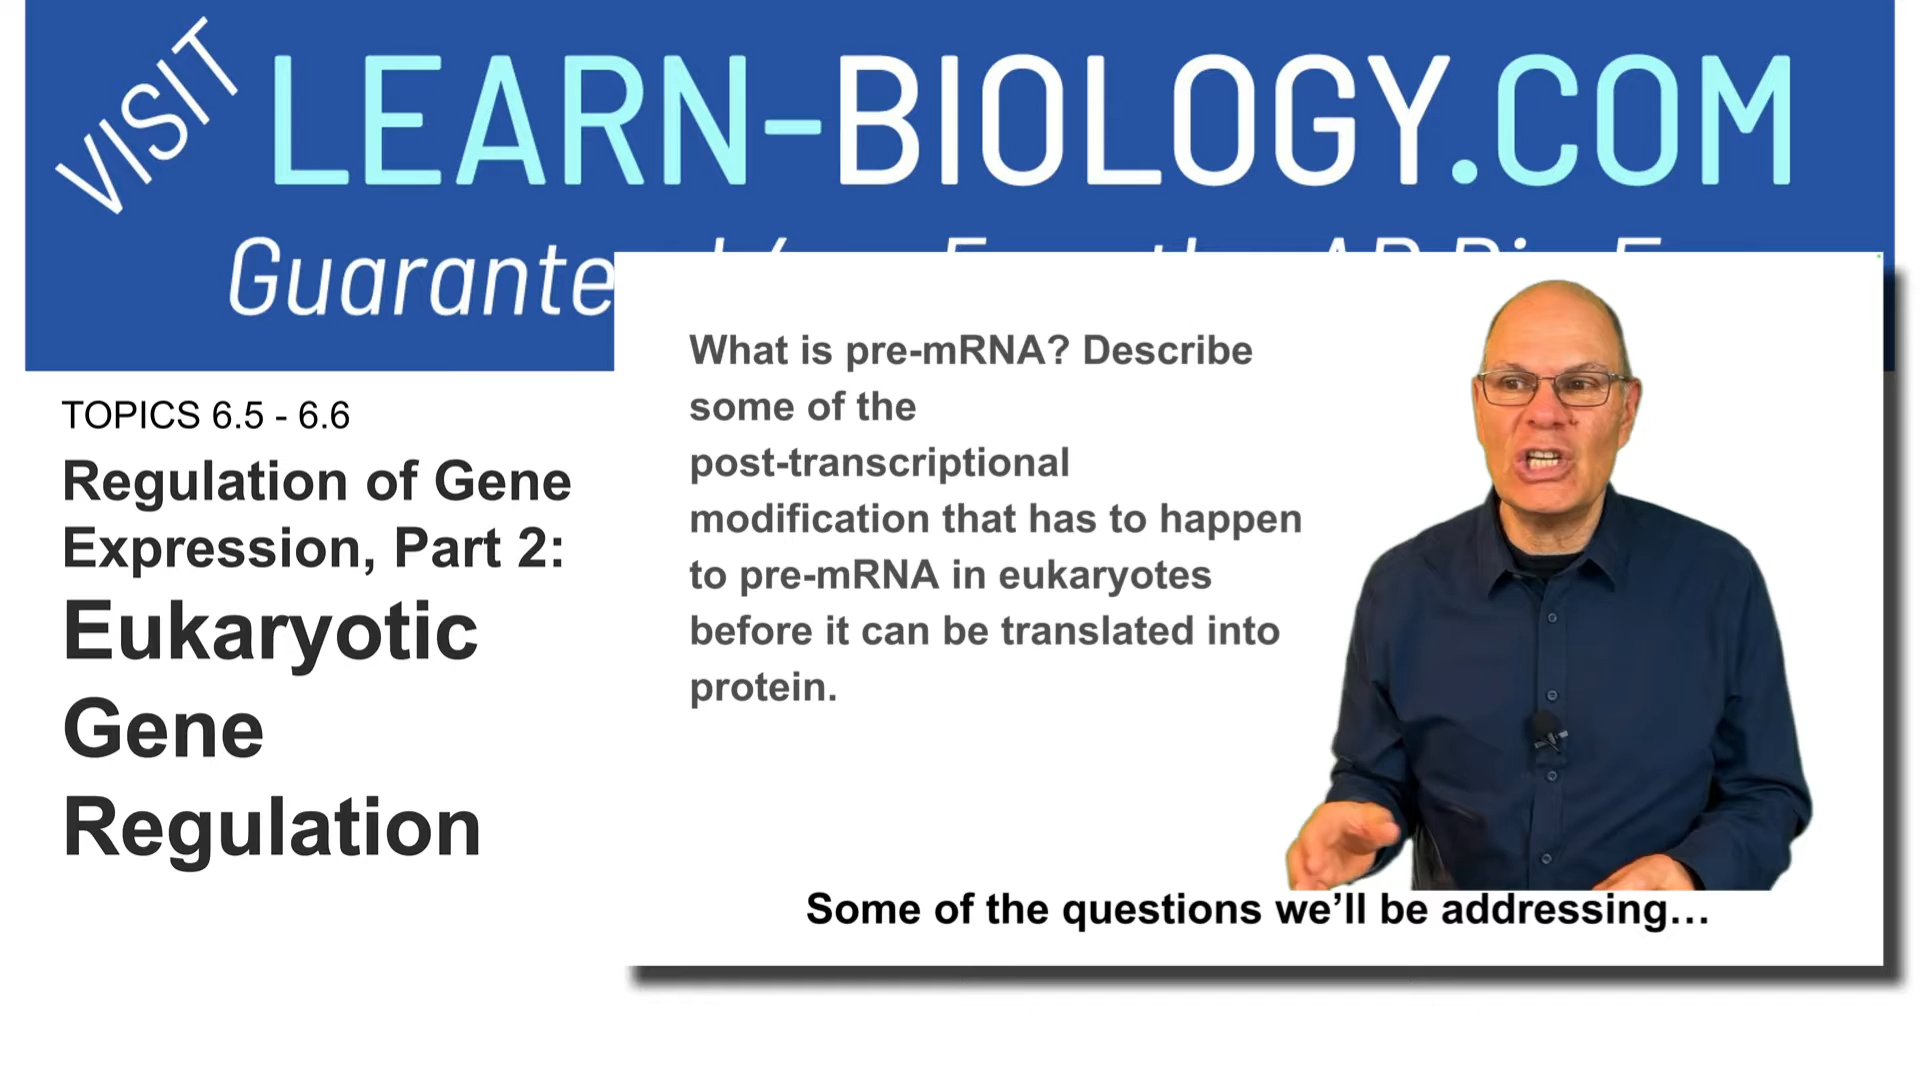 VISIT
LEARN-BIOLOGY.COM
Guarante
TOPICS 6.5 - 6.6
Regulation of Gene
Expression, Part 2:
Eukaryotic
Gene
Regulation
What is pre-mRNA? Describe
some of the
post-transcriptional
modification that has to happen
to pre-mRNA in eukaryotes
before it can be translated into
protein.
Some of the questions we’ll be addressing…